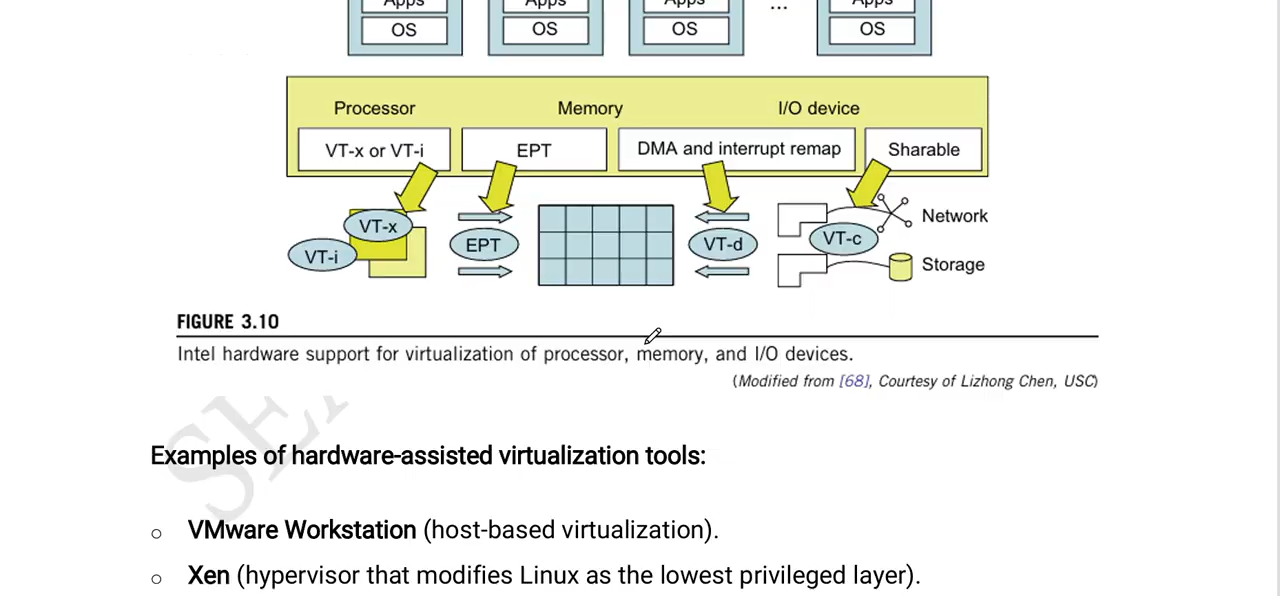 Apps Apps Apps ... Apps
OS OS OS OS
Processor Memory I/O device
VT-x or VT-i EPT DMA and interrupt remap Sharable
VT-x VT-i EPT VT-d VT-c Network
Storage
FIGURE 3.10
Intel hardware support for virtualization of processor, memory, and I/O devices.
(Modified from [68], Courtesy of Lizhong Chen, USC)
Examples of hardware-assisted virtualization tools:
○ VMware Workstation (host-based virtualization).
○ Xen (hypervisor that modifies Linux as the lowest privileged layer).